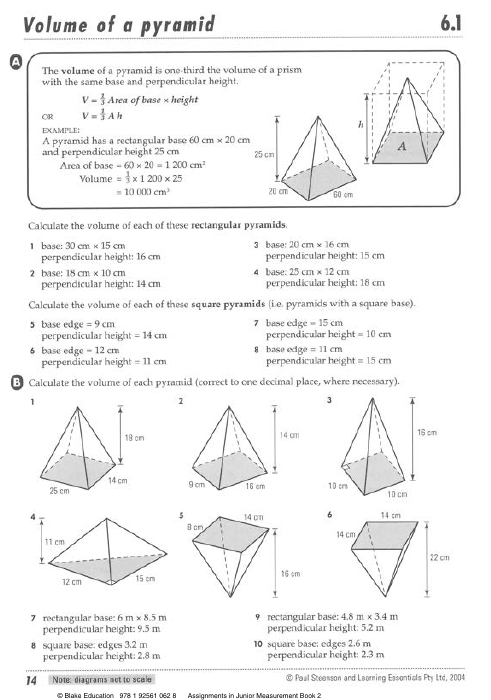 Volume of a pyramid 6.1
A
The volume of a pyramid is one-third the volume of a prism
with the same base and perpendicular height.
V = 1/3 Area of base × height
OR V = 1/3 A h
EXAMPLE:
A pyramid has a rectangular base 60 cm × 20 cm
and perpendicular height 25 cm
Area of base = 60 × 20 = 1 200 cm²
Volume = 1/3 × 1 200 × 25
= 10 000 cm³
25 cm
20 cm
60 cm
h
A
Calculate the volume of each of these rectangular pyramids.
1 base: 30 cm × 15 cm
perpendicular height: 16 cm
2 base: 18 cm × 10 cm
perpendicular height: 14 cm
3 base: 20 cm × 16 cm
perpendicular height: 15 cm
4 base: 25 cm × 12 cm
perpendicular height: 18 cm
Calculate the volume of each of these square pyramids (i.e. pyramids with a square base).
5 base edge = 9 cm
perpendicular height = 14 cm
6 base edge = 12 cm
perpendicular height = 11 cm
7 base edge = 15 cm
perpendicular height = 10 cm
8 base edge = 11 cm
perpendicular height = 15 cm
B Calculate the volume of each pyramid (correct to one decimal place, where necessary).
1
18 cm
14 cm
25 cm
2
14 cm
9 cm
16 cm
3
16 cm
10 cm
10 cm
4
11 cm
12 cm
15 cm
5
14 cm
8 cm
16 cm
6
14 cm
14 cm
22 cm
7 rectangular base: 6 m × 8.5 m
perpendicular height: 9.5 m
8 square base: edges 3.2 m
perpendicular height: 2.8 m
9 rectangular base: 4.8 m × 3.4 m
perpendicular height: 5.2 m
10 square base: edges 2.6 m
perpendicular height: 2.3 m
14 Note: diagrams not to scale
© Paul Steenson and Learning Essentials Pty Ltd, 2004
© Blake Education 978 1 92561 062 8 Assignments in Junior Measurement Book 2